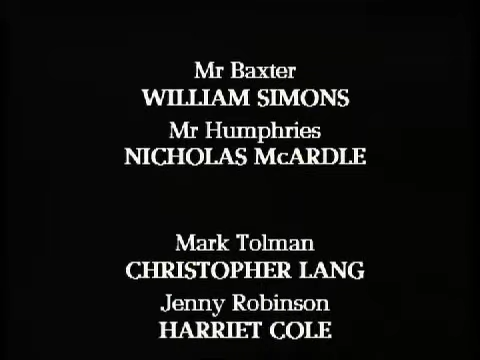 Mr Baxter
WILLIAM SIMONS
Mr Humphries
NICHOLAS McARDLE
Mark Tolman
CHRISTOPHER LANG
Jenny Robinson
HARRIET COLE